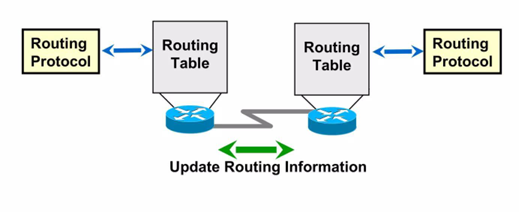 Routing
Protocol
Routing
Table
Routing
Table
Routing
Protocol
Update Routing Information